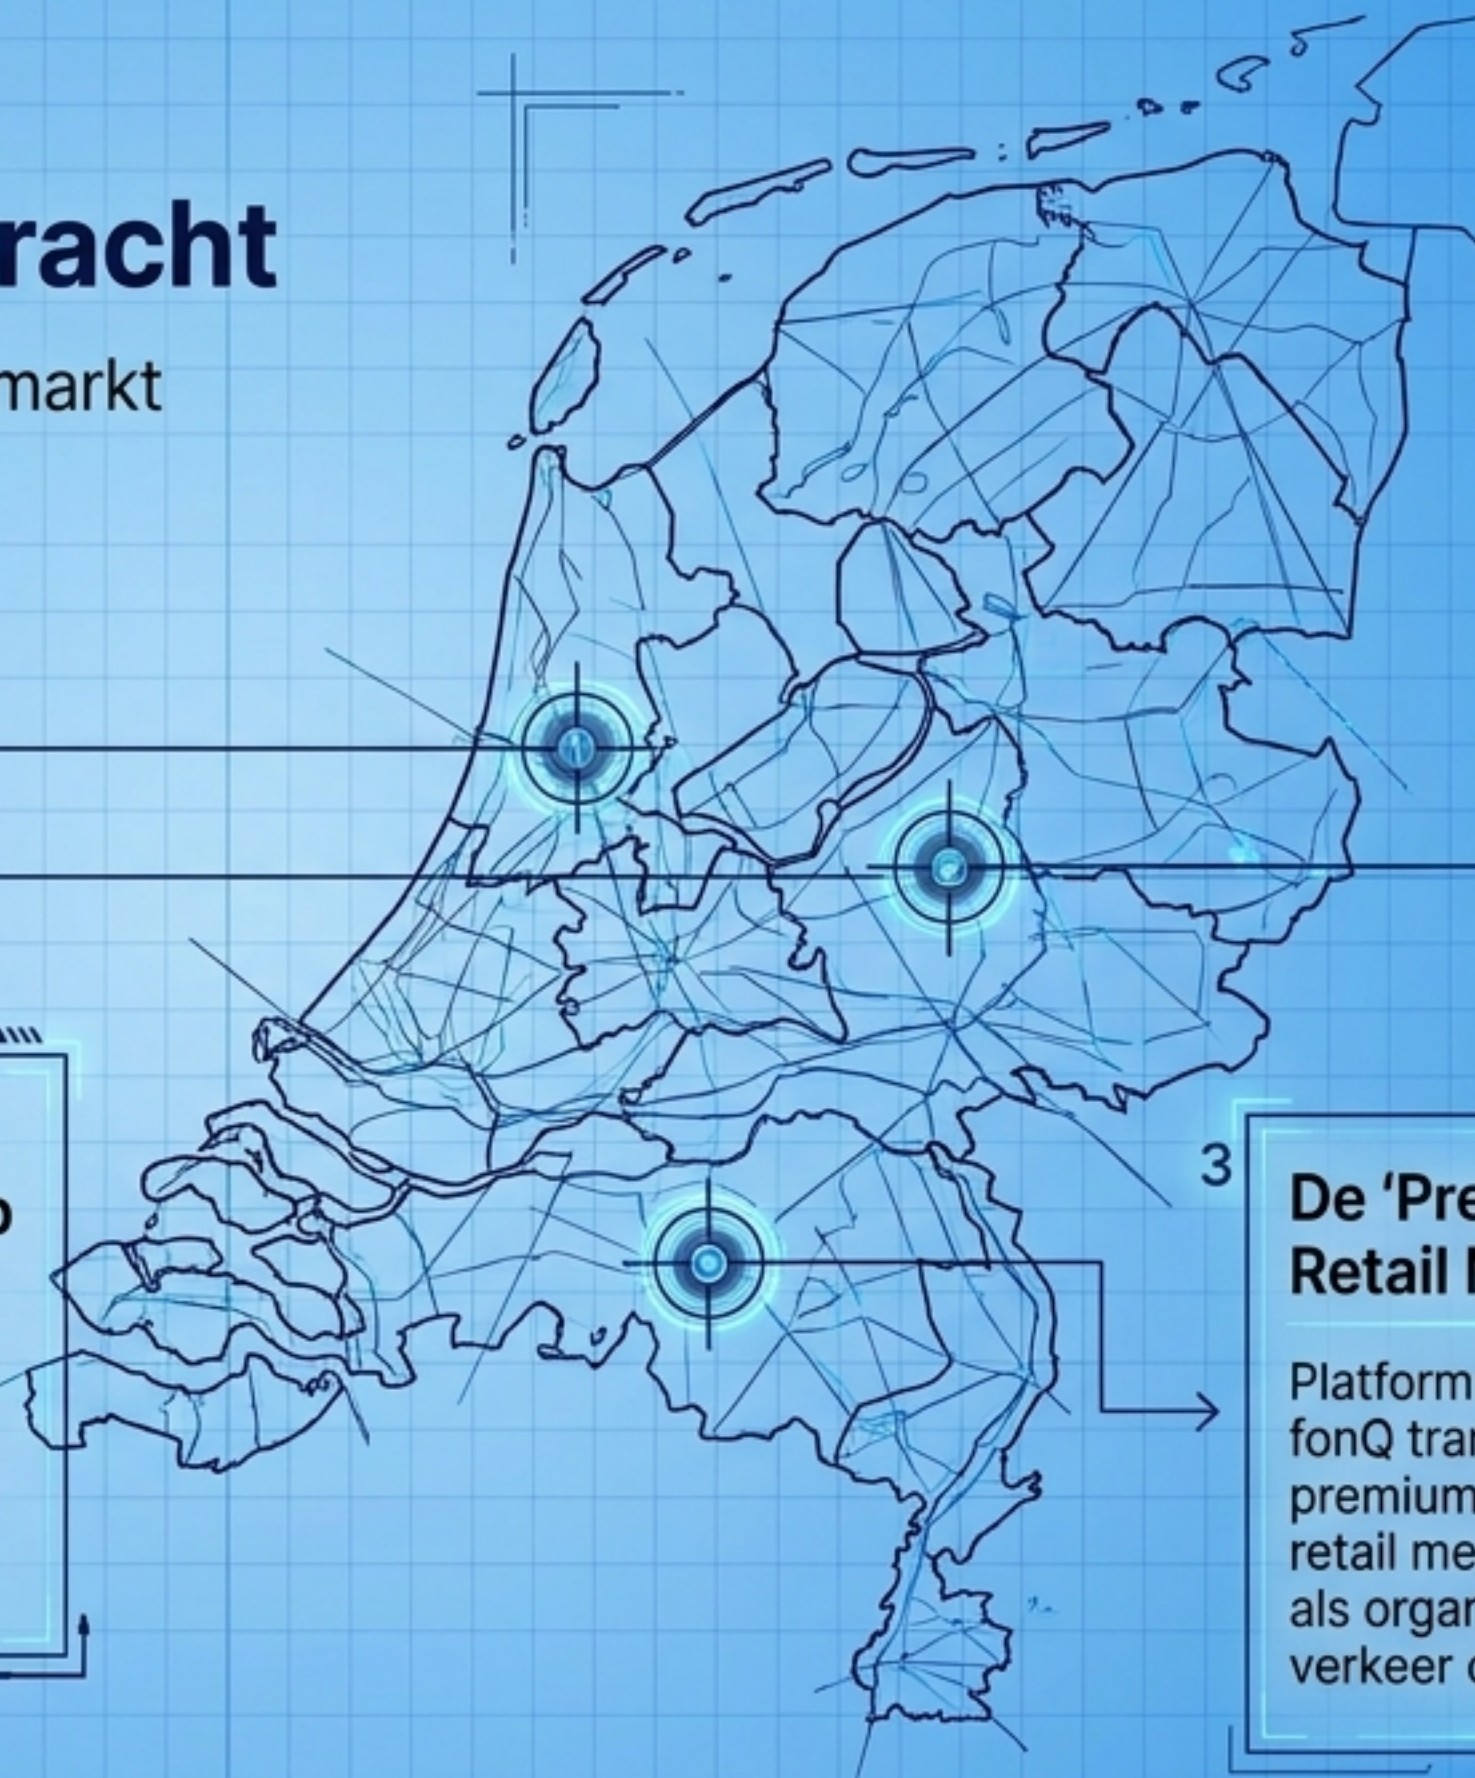 racht
markt
o
3
De ‘Pre
Retail
Platform
fonQ tra
premium
retail me
als orga
verkeer